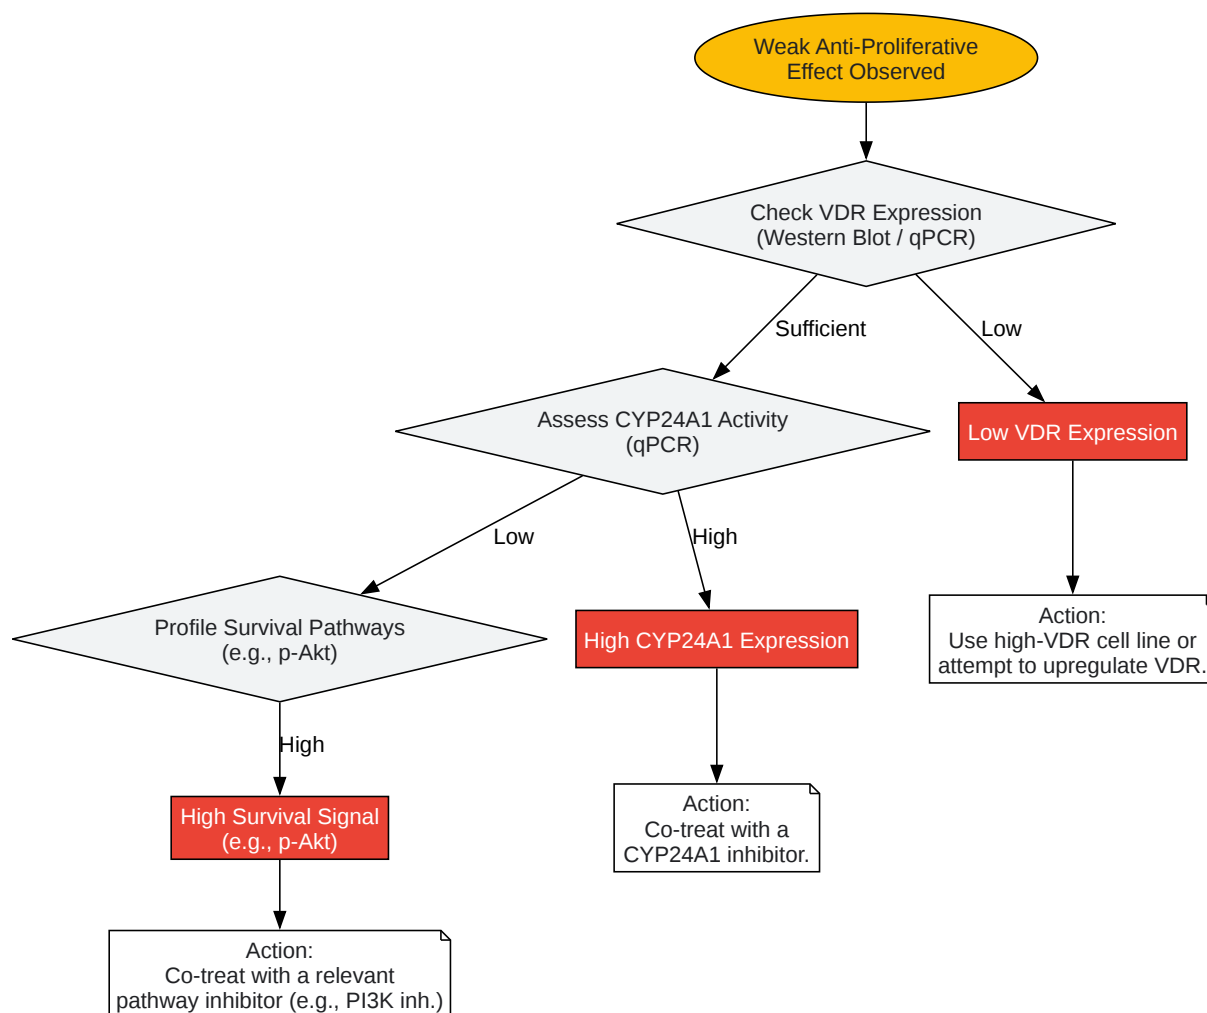 Weak Anti-Proliferative
Effect Observed
Check VDR Expression
(Western Blot / qPCR)
Sufficient
Low
Assess CYP24A1 Activity
(qPCR)
Low VDR Expression
Low
High
Profile Survival Pathways
(e.g., p-Akt)
High CYP24A1 Expression
Action:
Use high-VDR cell line or
attempt to upregulate VDR.
High
High Survival Signal
(e.g., p-Akt)
Action:
Co-treat with a
CYP24A1 inhibitor.
Action:
Co-treat with a relevant
pathway inhibitor (e.g., PI3K inh.)